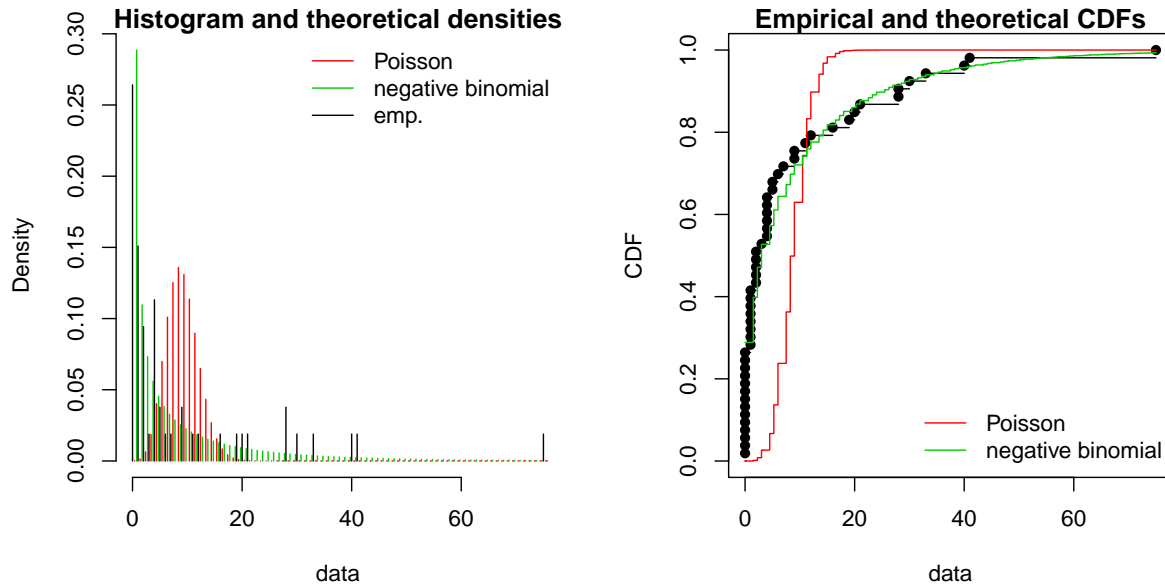 Histogram and theoretical densities
0.30
0.25
0.20
0.15
0.10
0.05
0.00
Density
Poisson
negative binomial
emp.
0
20
40
60
data
Empirical and theoretical CDFs
1.0
0.8
0.6
0.4
0.2
0.0
CDF
Poisson
negative binomial
0
20
40
60
data